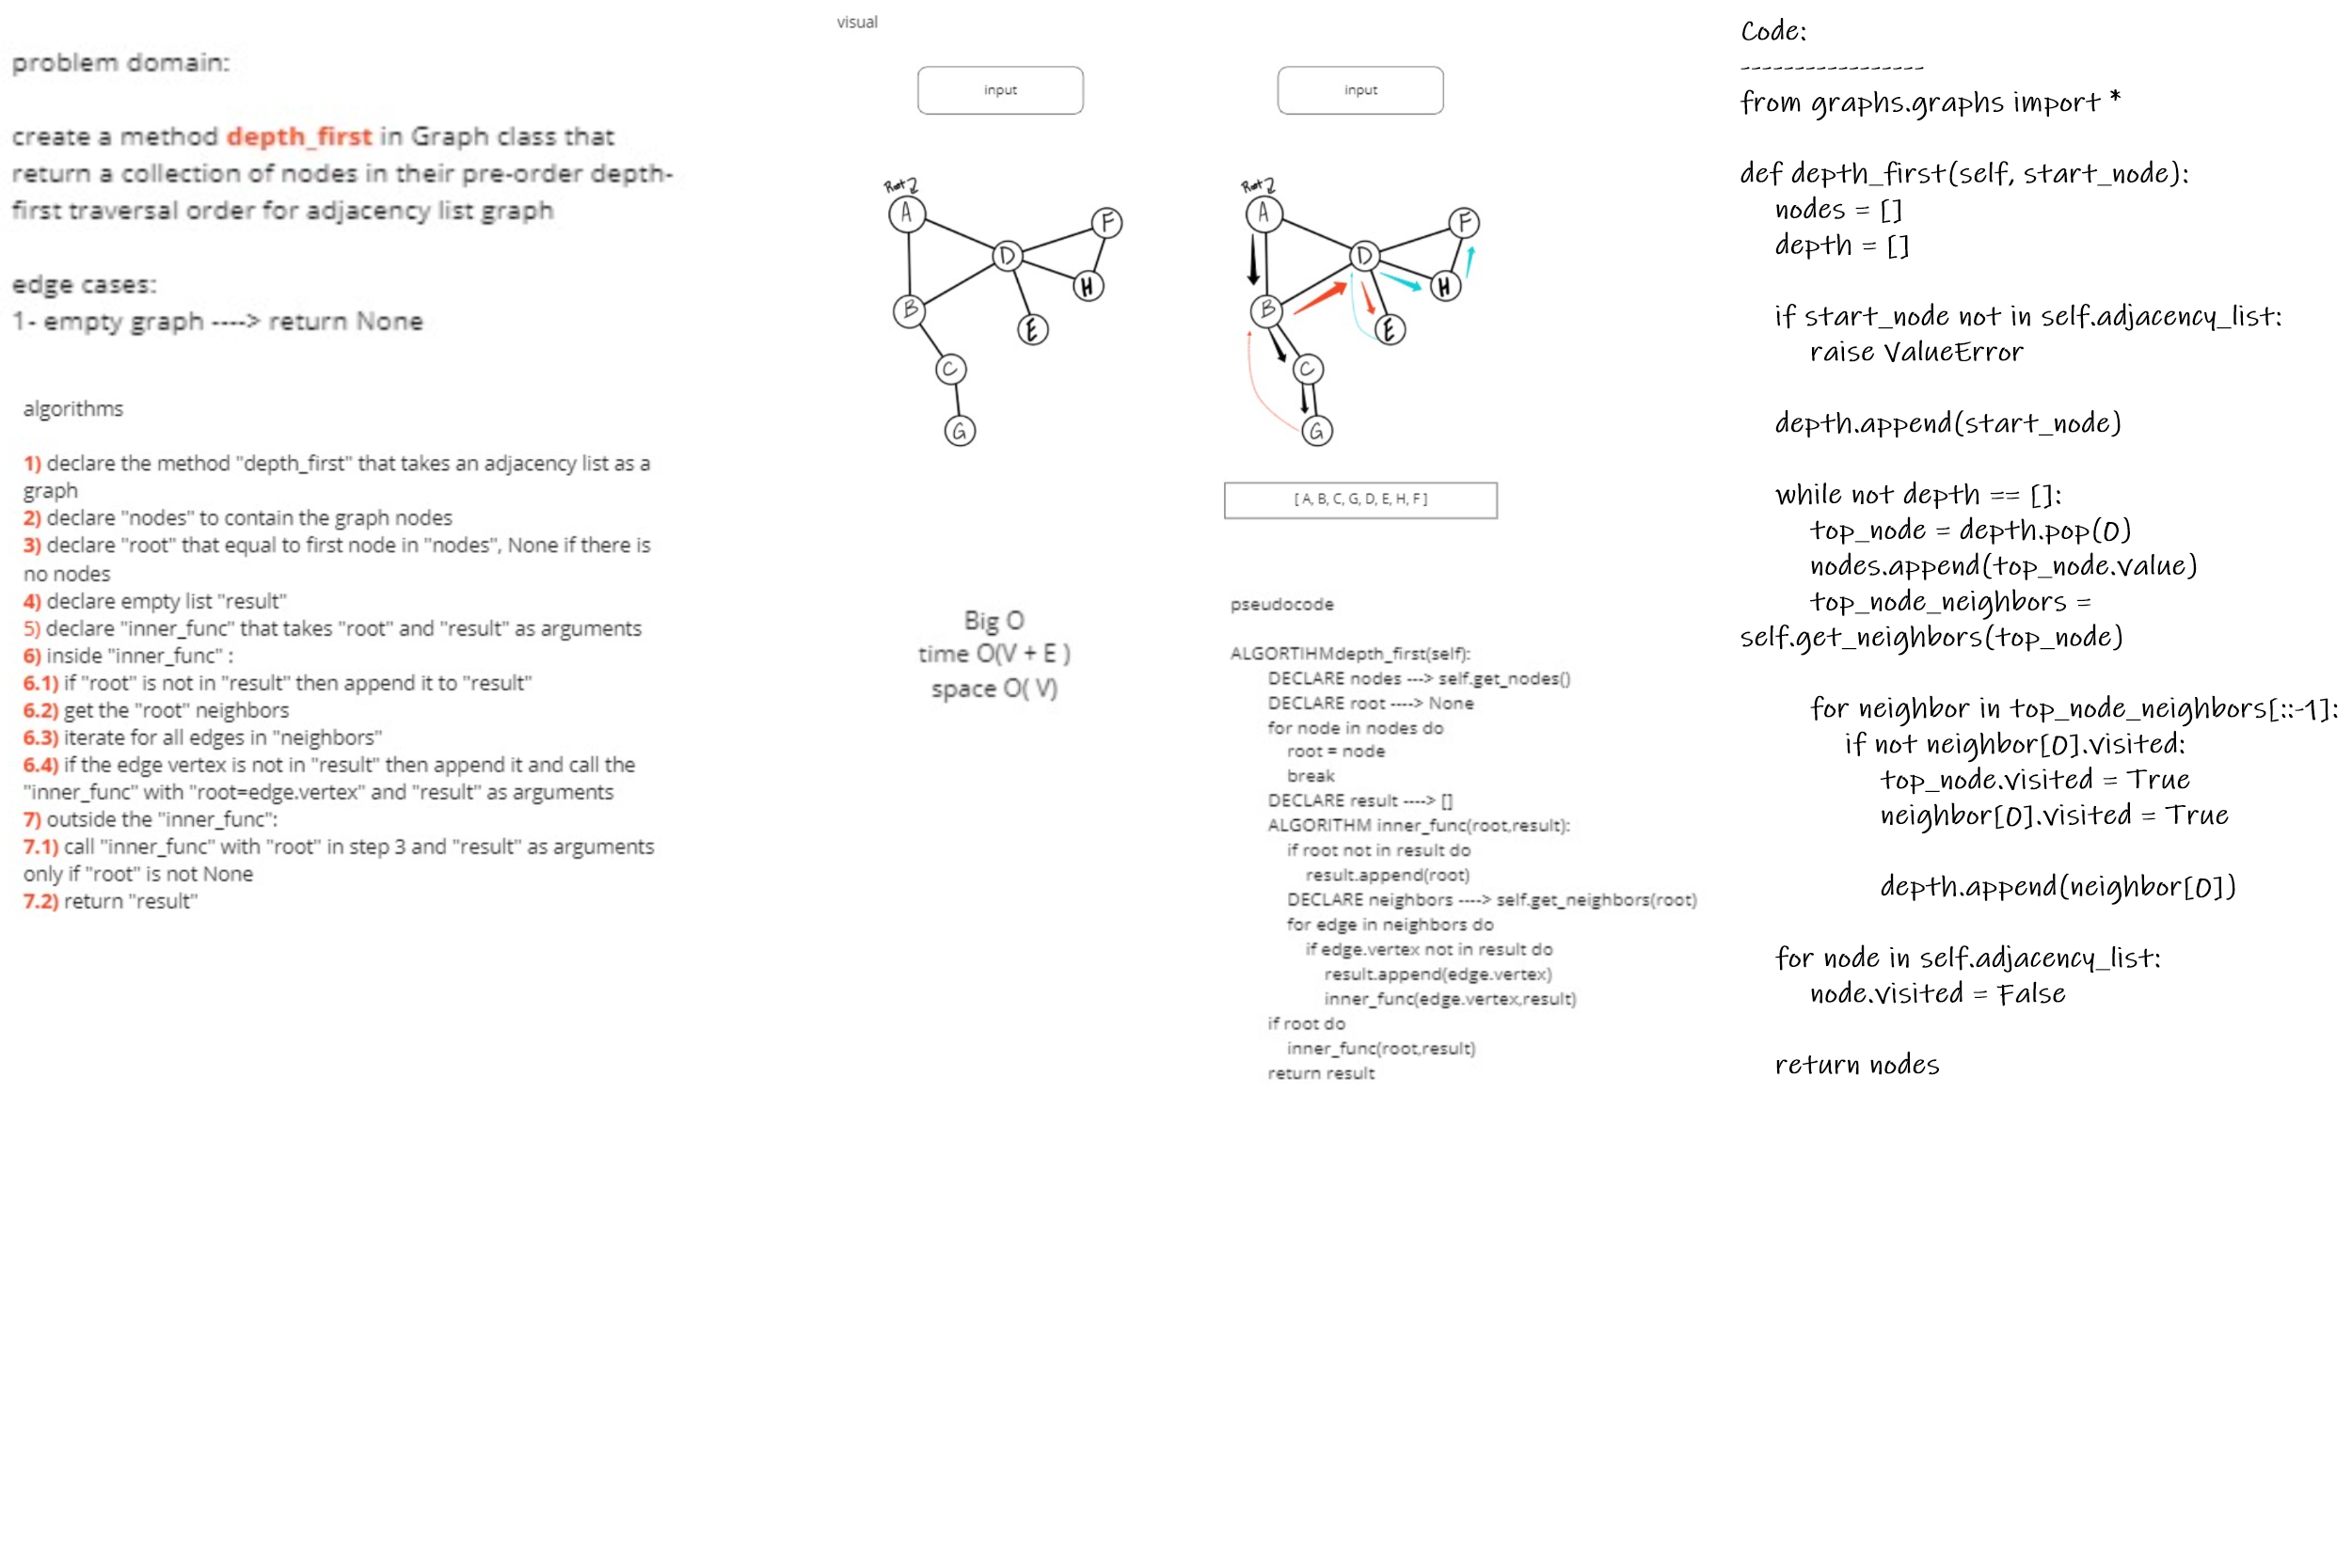 problem domain:
create a method depth_first in Graph class that
return a collection of nodes in their pre-order depth-
first traversal order for adjacency list graph
edge cases:
1- empty graph ----> return None
algorithms
1) declare the method "depth_first" that takes an adjacency list as a
graph
2) declare "nodes" to contain the graph nodes
3) declare "root" that equal to first node in "nodes", None if there is
no nodes
4) declare empty list "result"
5) declare "inner_func" that takes "root" and "result" as arguments
6) inside "inner_func" :
6.1) if "root" is not in "result" then append it to "result"
6.2) get the "root" neighbors
6.3) iterate for all edges in "neighbors"
6.4) if the edge vertex is not in "result" then append it and call the
"inner_func" with "root=edge.vertex" and "result" as arguments
7) outside the "inner_func":
7.1) call "inner_func" with "root" in step 3 and "result" as arguments
only if "root" is not None
7.2) return "result"
visual
input
Root
A
F
D
H
B
E
C
G
input
Root
A
F
D
H
B
E
C
G
[ A, B, C, G, D, E, H, F ]
Big O
time O(V + E )
space O( V)
pseudocode
ALGORTIHMdepth_first(self):
DECLARE nodes ---> self.get_nodes()
DECLARE root ----> None
for node in nodes do
root = node
break
DECLARE result ----> []
ALGORITHM inner_func(root,result):
if root not in result do
result.append(root)
DECLARE neighbors ----> self.get_neighbors(root)
for edge in neighbors do
if edge.vertex not in result do
result.append(edge.vertex)
inner_func(edge.vertex,result)
if root do
inner_func(root,result)
return result
Code:
-----------------
from graphs.graphs import *
def depth_first(self, start_node):
nodes = []
depth = []
if start_node not in self.adjacency_list:
raise ValueError
depth.append(start_node)
while not depth == []:
top_node = depth.pop(0)
nodes.append(top_node.value)
top_node_neighbors =
self.get_neighbors(top_node)
for neighbor in top_node_neighbors[::-1]:
if not neighbor[0].visited:
top_node.visited = True
neighbor[0].visited = True
depth.append(neighbor[0])
for node in self.adjacency_list:
node.visited = False
return nodes